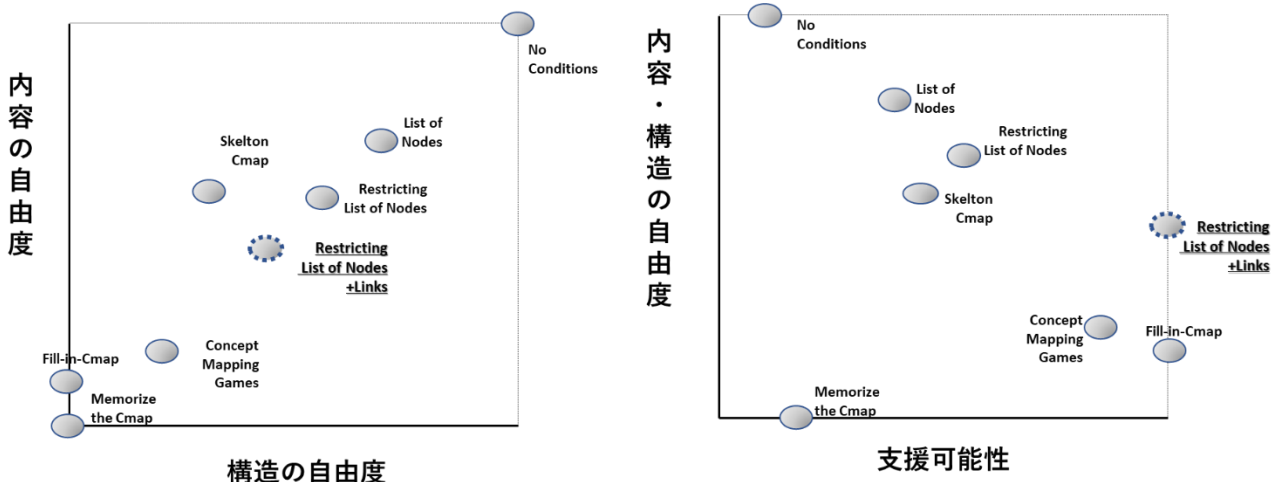 内容の自由度
No
Conditions
List of
Nodes
Skelton
Cmap
Restricting
List of Nodes
Restricting
List of Nodes
+Links
Concept
Mapping
Games
Fill-in-Cmap
Memorize
the Cmap
構造の自由度
内容・構造の自由度
No
Conditions
List of
Nodes
Restricting
List of Nodes
Skelton
Cmap
Restricting
List of Nodes
+Links
Concept
Mapping
Games
Fill-in-Cmap
Memorize
the Cmap
支援可能性